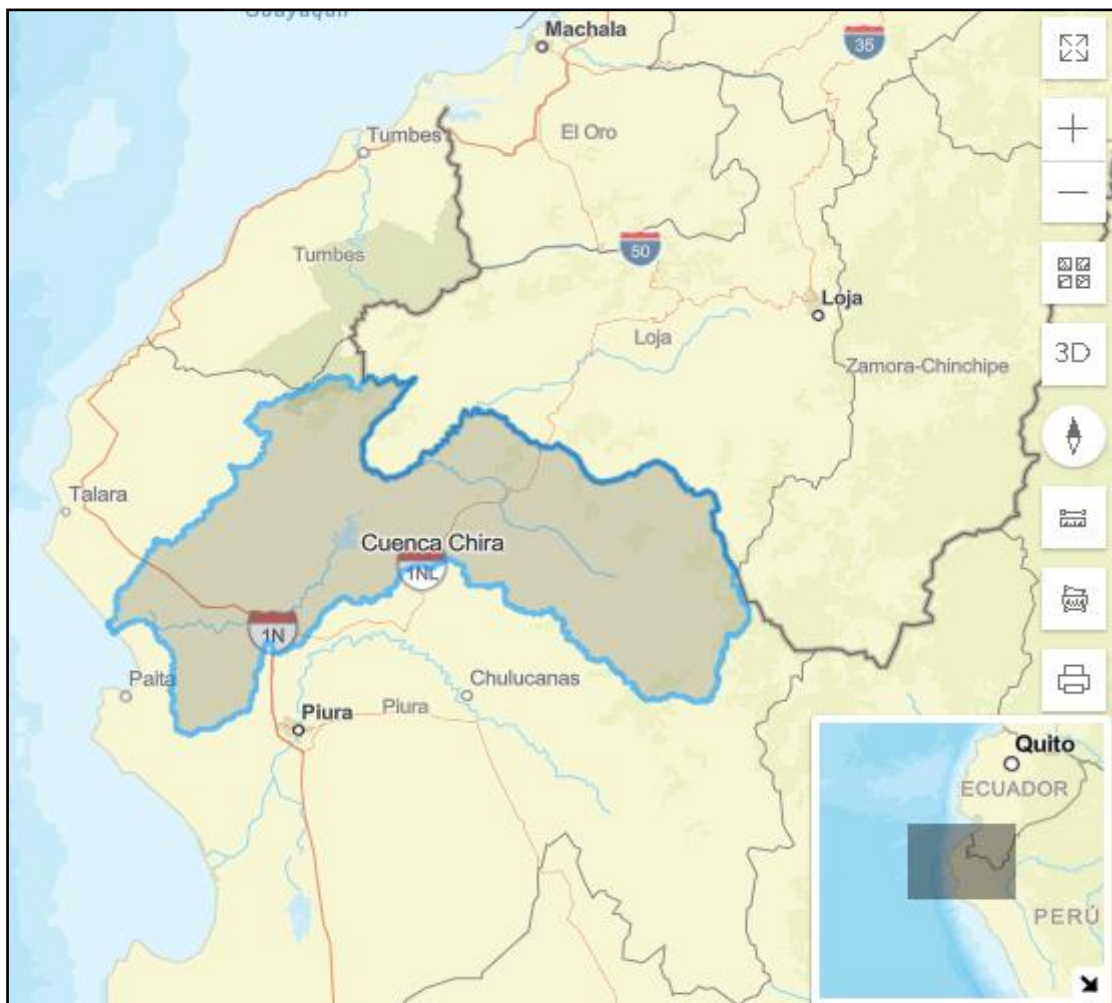 Guayaquil
Machala
35
Tumbes
El Oro
Tumbes
50
Loja
Loja
Zamora-Chinchipe
3D
Talara
Cuenca Chira
1NL
1N
Paita
Chulucanas
Piura
Piura
Quito
ECUADOR
PERÚ